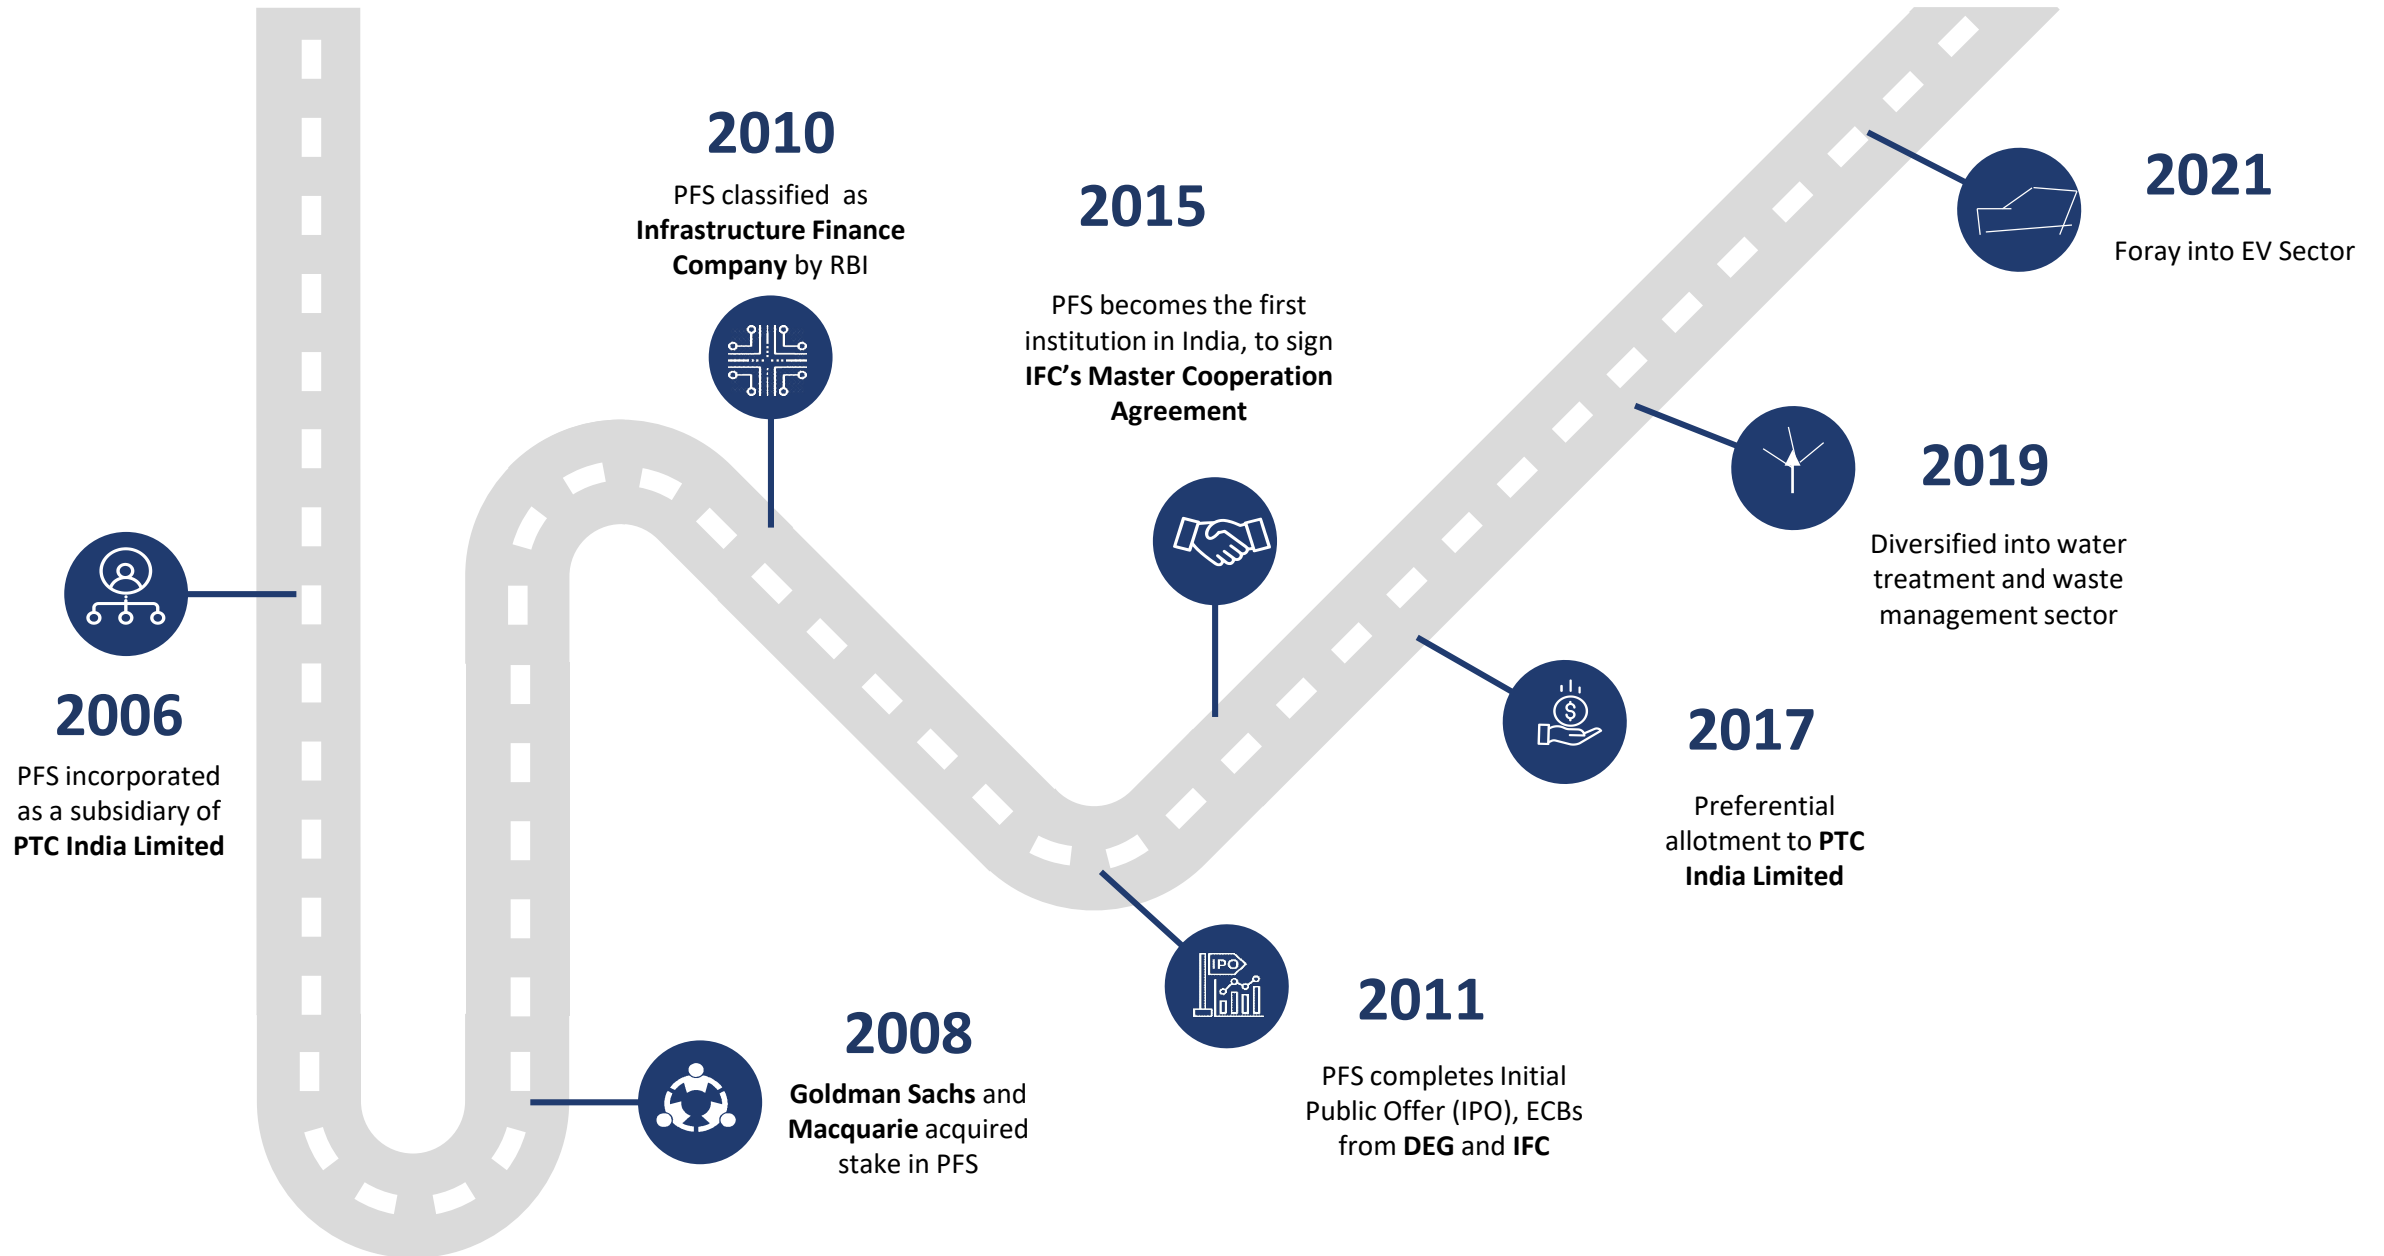 2006
PFS incorporated
as a subsidiary of
PTC India Limited
2008
Goldman Sachs and
Macquarie acquired
stake in PFS
2010
PFS classified as
Infrastructure Finance
Company by RBI
2011
IPO
PFS completes Initial
Public Offer (IPO), ECBs
from DEG and IFC
2015
PFS becomes the first
institution in India, to sign
IFC’s Master Cooperation
Agreement
2017
$
Preferential
allotment to PTC
India Limited
2019
Diversified into water
treatment and waste
management sector
2021
Foray into EV Sector